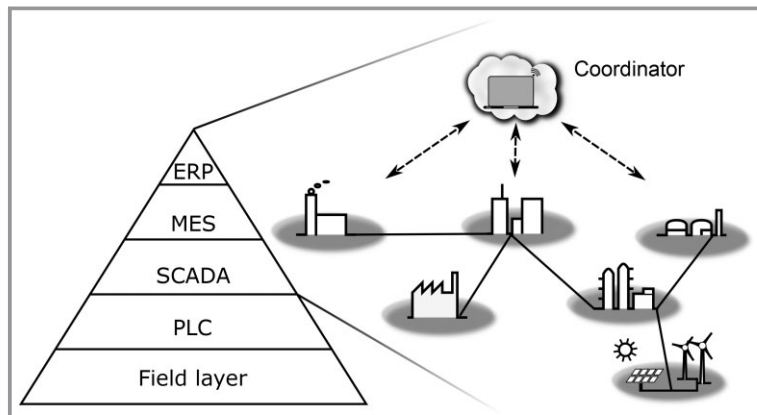 Coordinator
ERP
MES
SCADA
PLC
Field layer